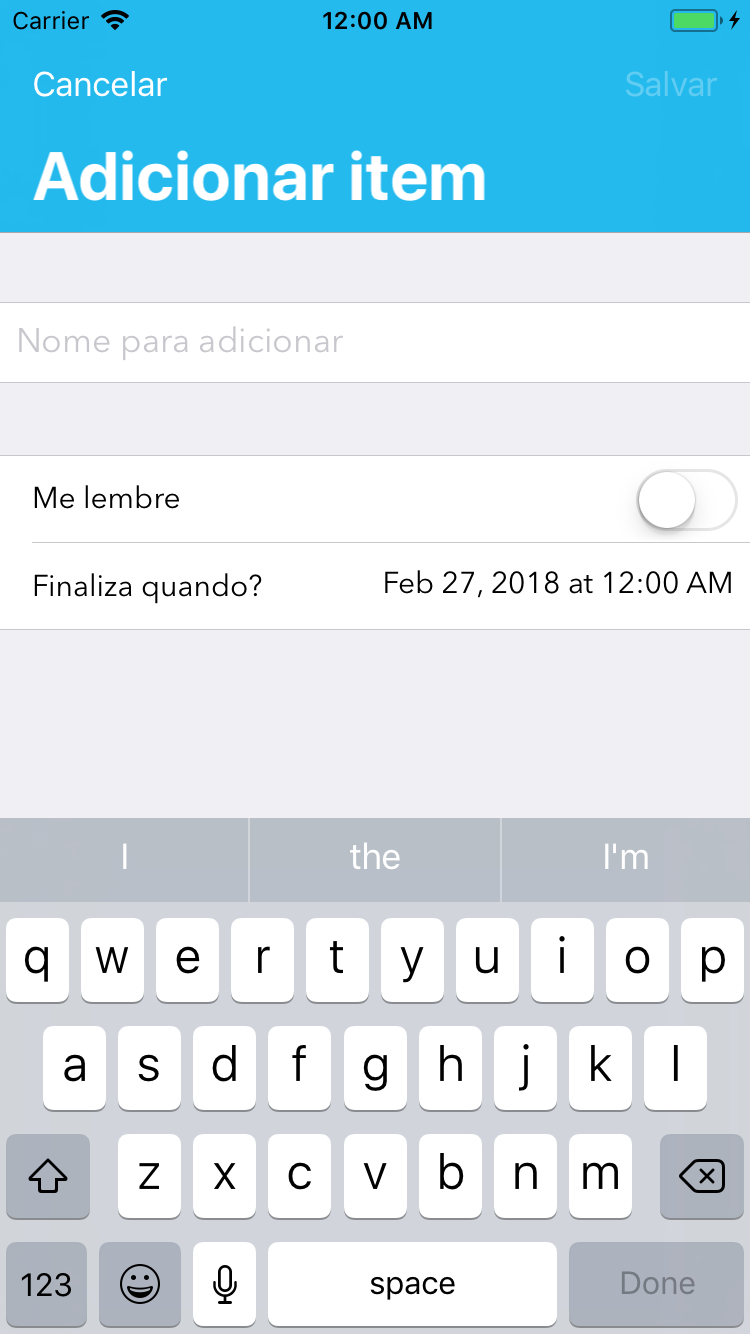 Carrier 12:00 AM
Cancelar Salvar
Adicionar item
Nome para adicionar
Me lembre
Finaliza quando? Feb 27, 2018 at 12:00 AM
I the I'm
q w e r t y u i o p
a s d f g h j k l
z x c v b n m
123 space Done